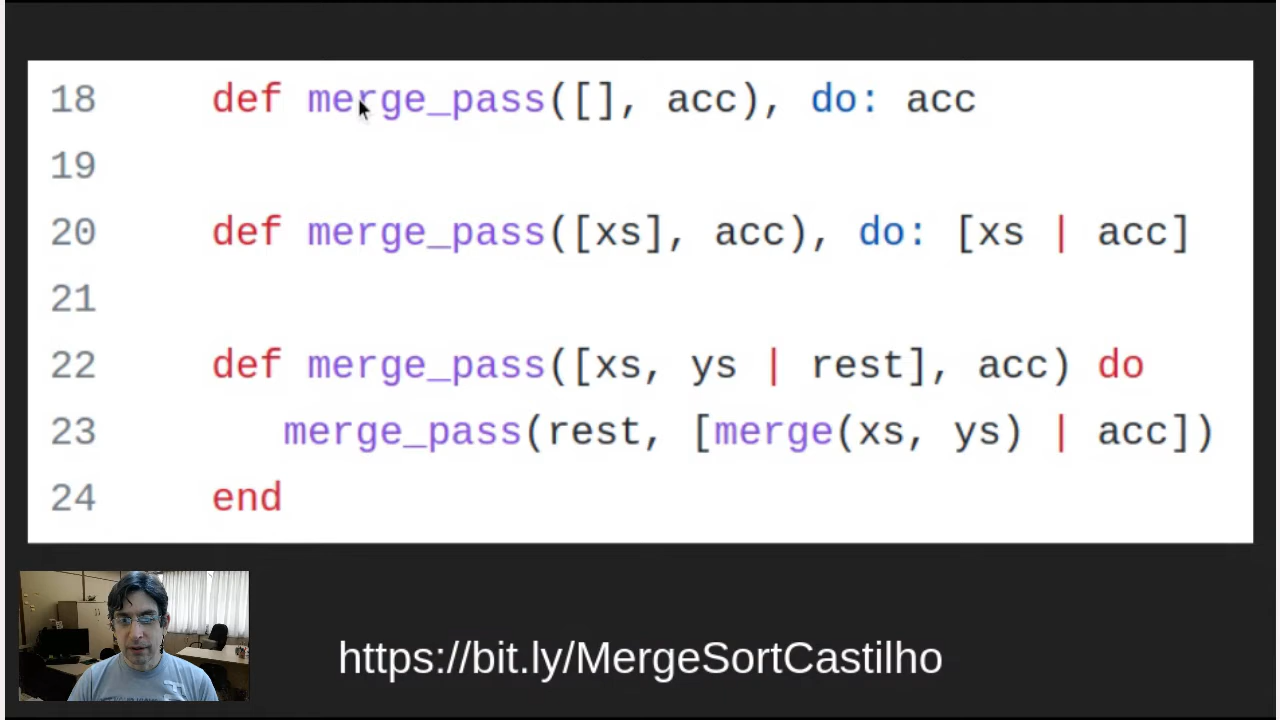 18 def merge_pass([], acc), do: acc
19
20 def merge_pass([xs], acc), do: [xs | acc]
21
22 def merge_pass([xs, ys | rest], acc) do
23 merge_pass(rest, [merge(xs, ys) | acc])
24 end
https://bit.ly/MergeSortCastilho